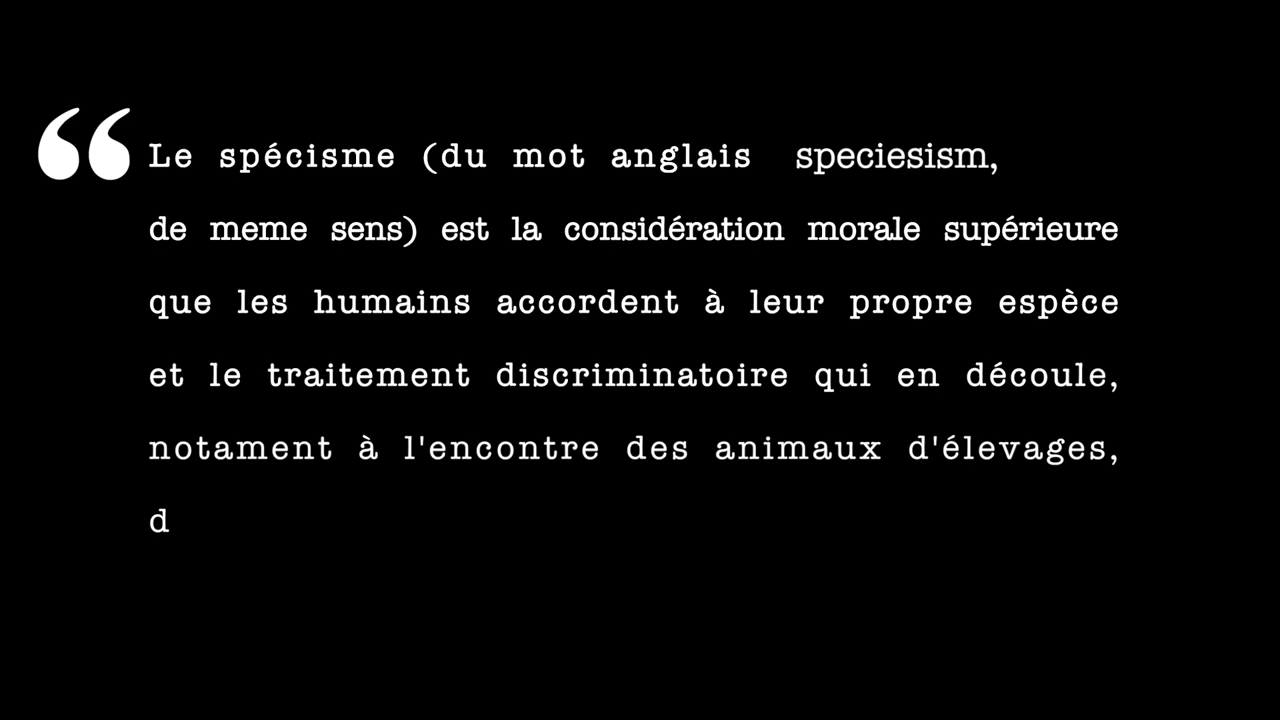 “Le spécisme (du mot anglais speciesism,
de meme sens) est la considération morale supérieure
que les humains accordent à leur propre espèce
et le traitement discriminatoire qui en découle,
notament à l'encontre des animaux d'élevages,
d